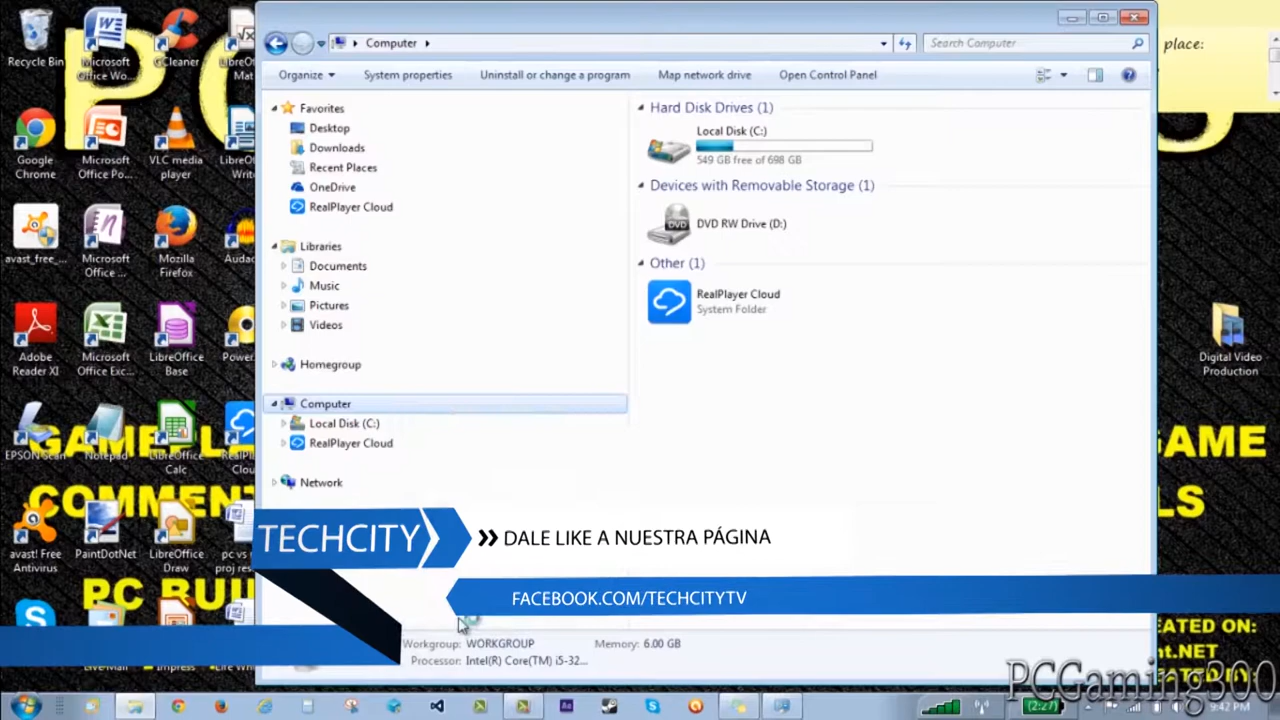 Computer
Search Computer
place:
Organize
System properties
Uninstall or change a program
Map network drive
Open Control Panel
Favorites
Desktop
Downloads
Recent Places
OneDrive
RealPlayer Cloud
Libraries
Documents
Music
Pictures
Videos
Homegroup
Computer
Local Disk (C:)
RealPlayer Cloud
Network
Hard Disk Drives (1)
Local Disk (C:)
549 GB free of 698 GB
Devices with Removable Storage (1)
DVD RW Drive (D:)
Other (1)
RealPlayer Cloud
System Folder
Recycle Bin
Microsoft
Office Wo...
CCleaner
Google
Chrome
Microsoft
Office Po...
VLC media
player
avast_free_...
Microsoft
Office ...
Mozilla
Firefox
Adobe
Reader XI
Microsoft
Office Exc...
LibreOffice
Base
EPSON Scan
Notepad
LibreOffice
Calc
avast! Free
Antivirus
PaintDotNet
LibreOffice
Draw
Digital Video
Production
TECHCITY
DALE LIKE A NUESTRA PÁGINA
FACEBOOK.COM/TECHCITYTV
Workgroup: WORKGROUP
Memory: 6.00 GB
Processor: Intel(R) Core(TM) i5-32...
PCGaming300
(2:27)
9:42 PM